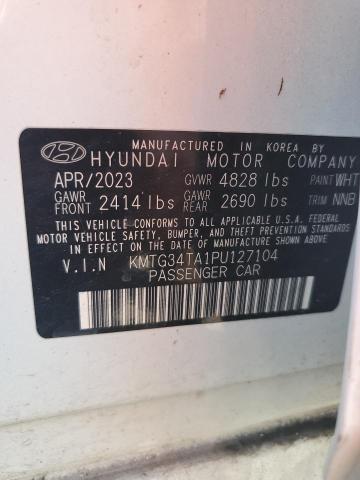 MANUFACTURED IN KOREA BY
HYUNDAI MOTOR COMPANY
APR/2023 GVWR 4828 lbs PAINT WHT
GAWR FRONT 2414 lbs GAWR REAR 2690 lbs TRIM NNB
THIS VEHICLE CONFORMS TO ALL APPLICABLE U.S.A. FEDERAL
MOTOR VEHICLE SAFETY, BUMPER, AND THEFT PREVENTION STANDARDS
IN EFFECT ON THE DATE OF MANUFACTURE SHOWN ABOVE.
V.I.N KMTG34TA1PU127104
PASSENGER CAR